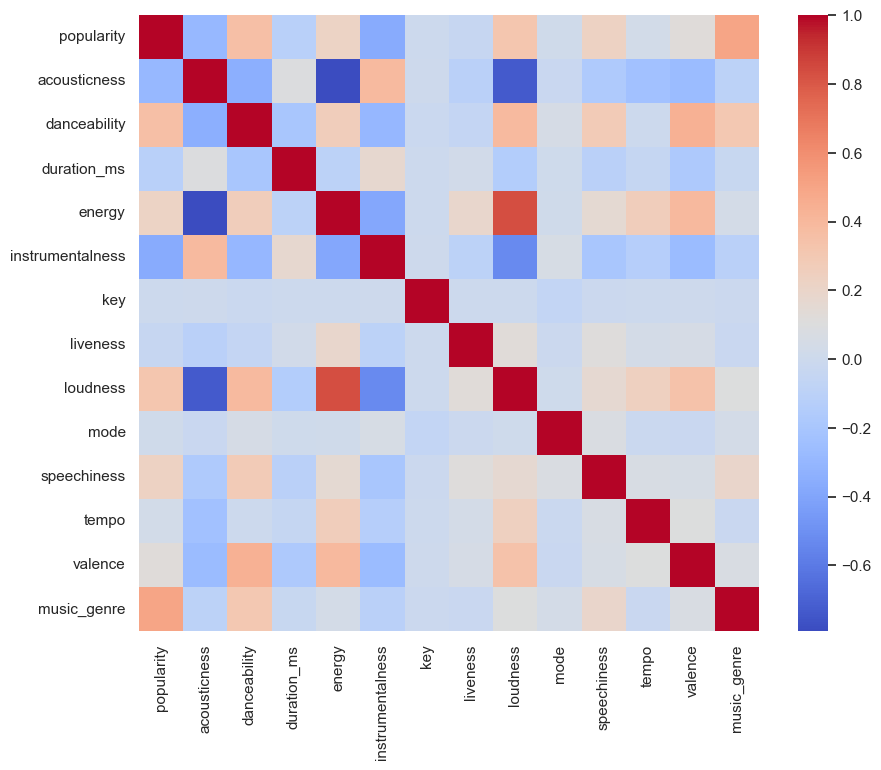 popularity
acousticness
danceability
duration_ms
energy
instrumentalness
key
liveness
loudness
mode
speechiness
tempo
valence
music_genre
popularity
acousticness
danceability
duration_ms
energy
instrumentalness
key
liveness
loudness
mode
speechiness
tempo
valence
music_genre
1.0
0.8
0.6
0.4
0.2
0.0
−0.2
−0.4
−0.6